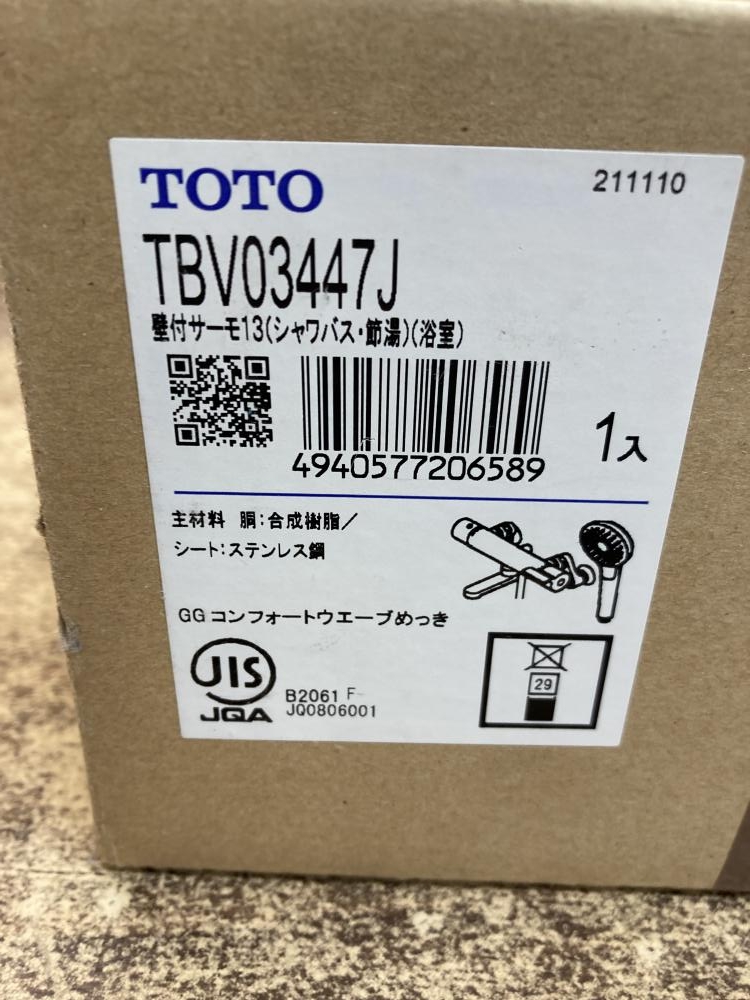 TOTO
211110
TBV03447J
壁付サーモ13(シャワバス・節湯)(浴室)
4940577206589
1入
主材料 胴:合成樹脂/
シート:ステンレス鋼
GGコンフォートウエーブめっき
JIS
JQA
B2061 F
JQ0806001
29